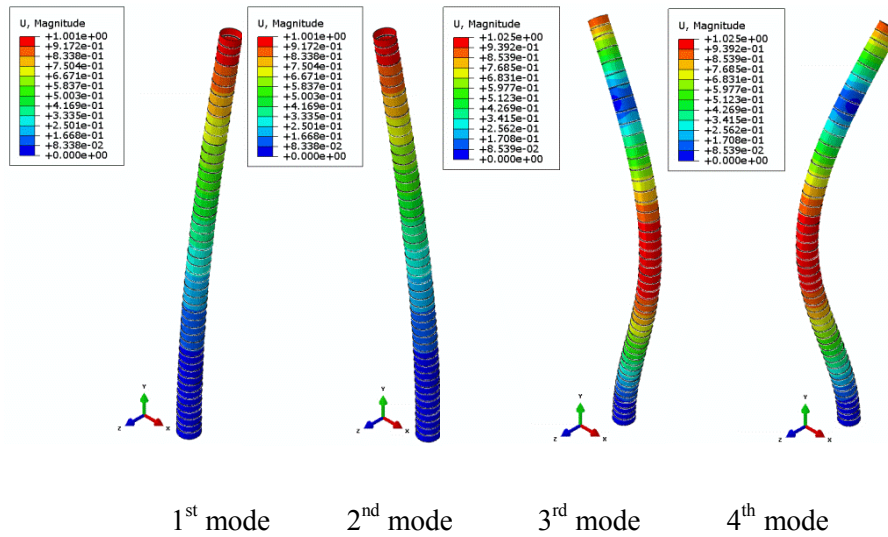 U, Magnitude
+1.001e+00
+9.172e-01
+8.338e-01
+7.504e-01
+6.671e-01
+5.837e-01
+5.003e-01
+4.169e-01
+3.335e-01
+2.501e-01
+1.668e-01
+8.338e-02
+0.000e+00
Y
Z
X
U, Magnitude
+1.001e+00
+9.172e-01
+8.338e-01
+7.504e-01
+6.671e-01
+5.837e-01
+5.003e-01
+4.169e-01
+3.335e-01
+2.501e-01
+1.668e-01
+8.338e-02
+0.000e+00
Y
Z
X
U, Magnitude
+1.025e+00
+9.392e-01
+8.539e-01
+7.685e-01
+6.831e-01
+5.977e-01
+5.123e-01
+4.269e-01
+3.415e-01
+2.562e-01
+1.708e-01
+8.539e-02
+0.000e+00
Y
Z
X
U, Magnitude
+1.025e+00
+9.392e-01
+8.539e-01
+7.685e-01
+6.831e-01
+5.977e-01
+5.123e-01
+4.269e-01
+3.415e-01
+2.562e-01
+1.708e-01
+8.539e-02
+0.000e+00
Y
Z
X
1st mode
2nd mode
3rd mode
4th mode